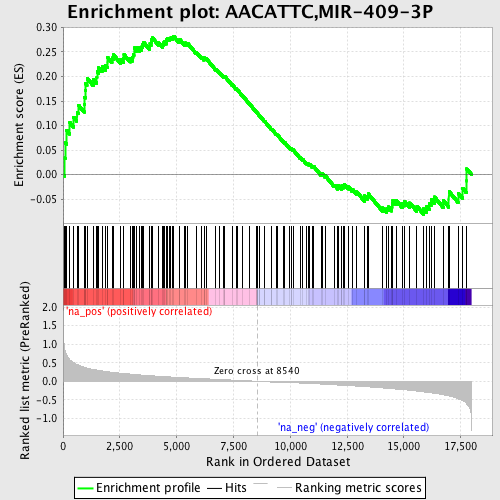 Enrichment plot: AACATTC,MIR-409-3P
Enrichment score (ES)
0.30
0.25
0.20
0.15
0.10
0.05
0.00
-0.05
'na_pos' (positively correlated)
Ranked list metric (PreRanked)
2.0
1.5
1.0
0.5
0.0
-0.5
-1.0
Zero cross at 8540
'na_neg' (negatively correlated)
0
2,500
5,000
7,500
10,000
12,500
15,000
17,500
Rank in Ordered Dataset
Enrichment profile
Hits
Ranking metric scores